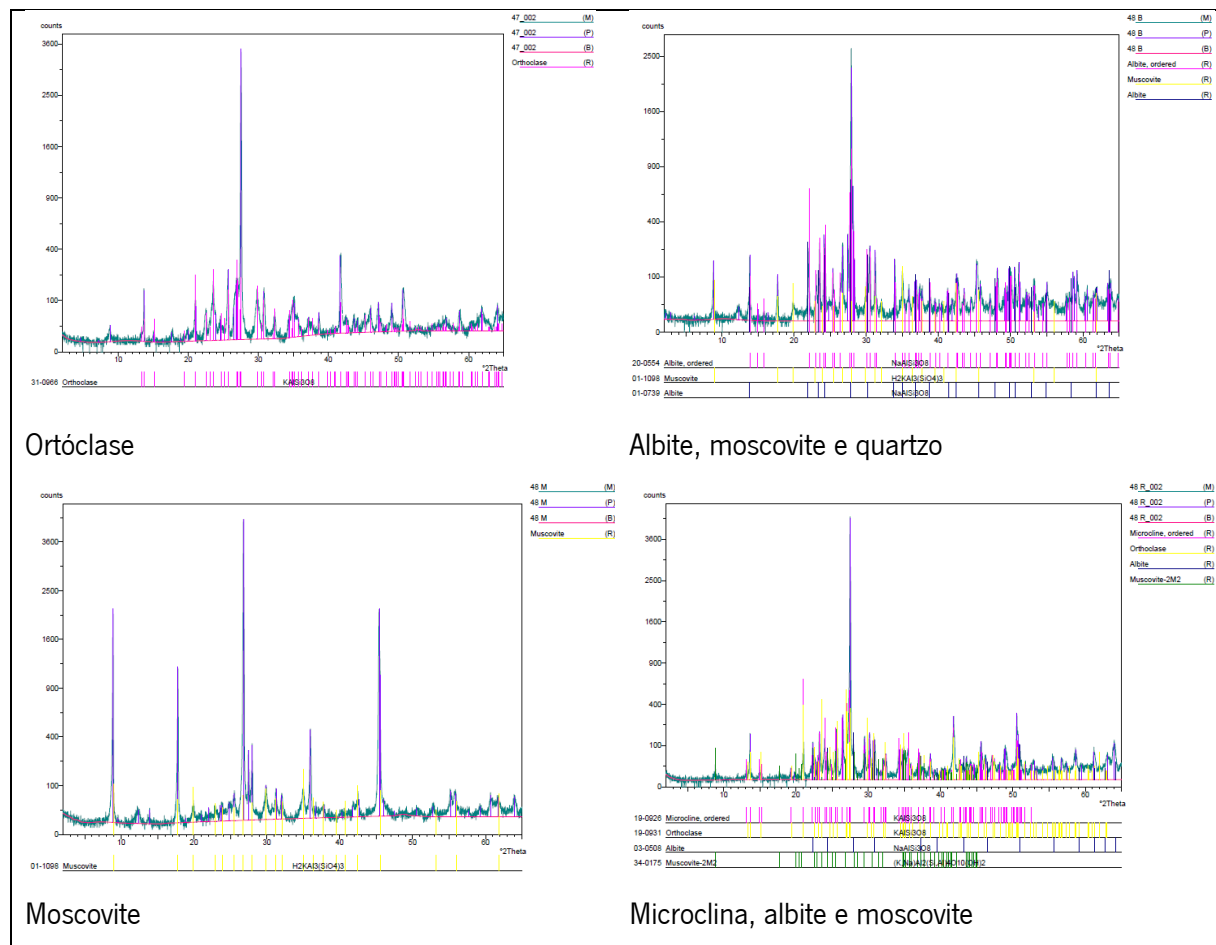 counts
47_002 (M)
47_002 (P)
47_002 (B)
Orthoclase (R)
3600
2500
1600
900
400
100
0
10 20 30 40 50 60
°2Theta
31-0966 Orthoclase KAlSi3O8
Ortóclase
counts
48 B (M)
48 B (P)
48 B (B)
Albite, ordered (R)
Muscovite (R)
Albite (R)
2500
1600
900
400
100
0
10 20 30 40 50 60
°2Theta
20-0554 Albite, ordered NaAlSi3O8
01-1098 Muscovite H2KAl3(SiO4)3
01-0739 Albite NaAlSi3O8
Albite, moscovite e quartzo
counts
48 M (M)
48 M (P)
48 M (B)
Muscovite (R)
3600
2500
1600
900
400
100
0
10 20 30 40 50 60
°2Theta
01-1098 Muscovite H2KAl3(SiO4)3
Moscovite
counts
48 R_002 (M)
48 R_002 (P)
48 R_002 (B)
Microcline, ordered (R)
Orthoclase (R)
Albite (R)
Muscovite-2M2 (R)
3600
2500
1600
900
400
100
0
10 20 30 40 50 60
°2Theta
19-0926 Microcline, ordered KAlSi3O8
19-0931 Orthoclase KAlSi3O8
03-0508 Albite NaAlSi3O8
34-0175 Muscovite-2M2 (K,Na)Al2(Si,Al)4O10(OH)2
Microclina, albite e moscovite